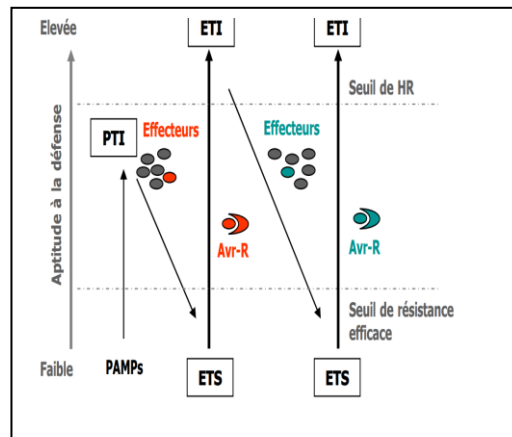 Elevée
ETI
ETI
Seuil de HR
Effecteurs
Effecteurs
PTI
Aptitude à la défense
Avr-R
Avr-R
Seuil de résistance
efficace
Faible
PAMPs
ETS
ETS